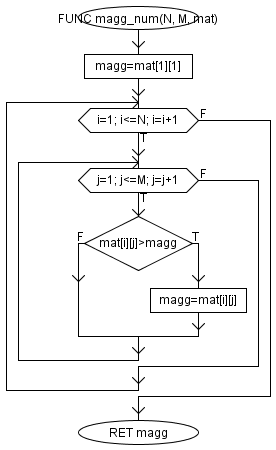 FUNC magg_num(N, M, mat)
magg=mat[1][1]
i=1; i<=N; i=i+1
F
T
j=1; j<=M; j=j+1
F
T
mat[i][j]>magg
F
T
magg=mat[i][j]
RET magg